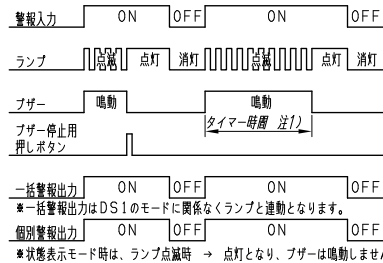 警報入力 ON OFF ON OFF
ランプ 点滅 点灯 消灯 点滅 点灯 消灯
ブザー 鳴動 鳴動
タイマー時間 注1)
ブザー停止用
押しボタン
一括警報出力 ON OFF ON OFF
※一括警報出力はDS1のモードに関係なくランプと連動となります。
個別警報出力 ON OFF ON OFF
※状態表示モード時は、ランプ点滅時 → 点灯となり、ブザーは鳴動しませ